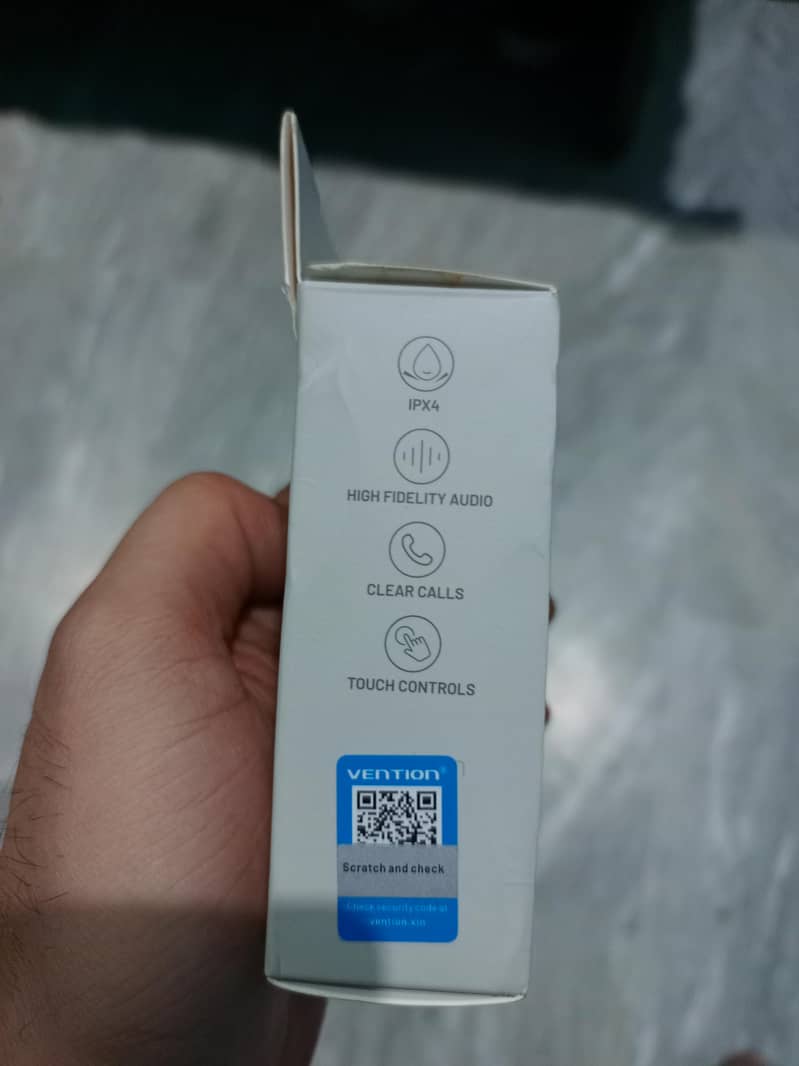 IPX4
HIGH FIDELITY AUDIO
CLEAR CALLS
TOUCH CONTROLS
VENTION®
Scratch and check
Check security code at
vention.xin